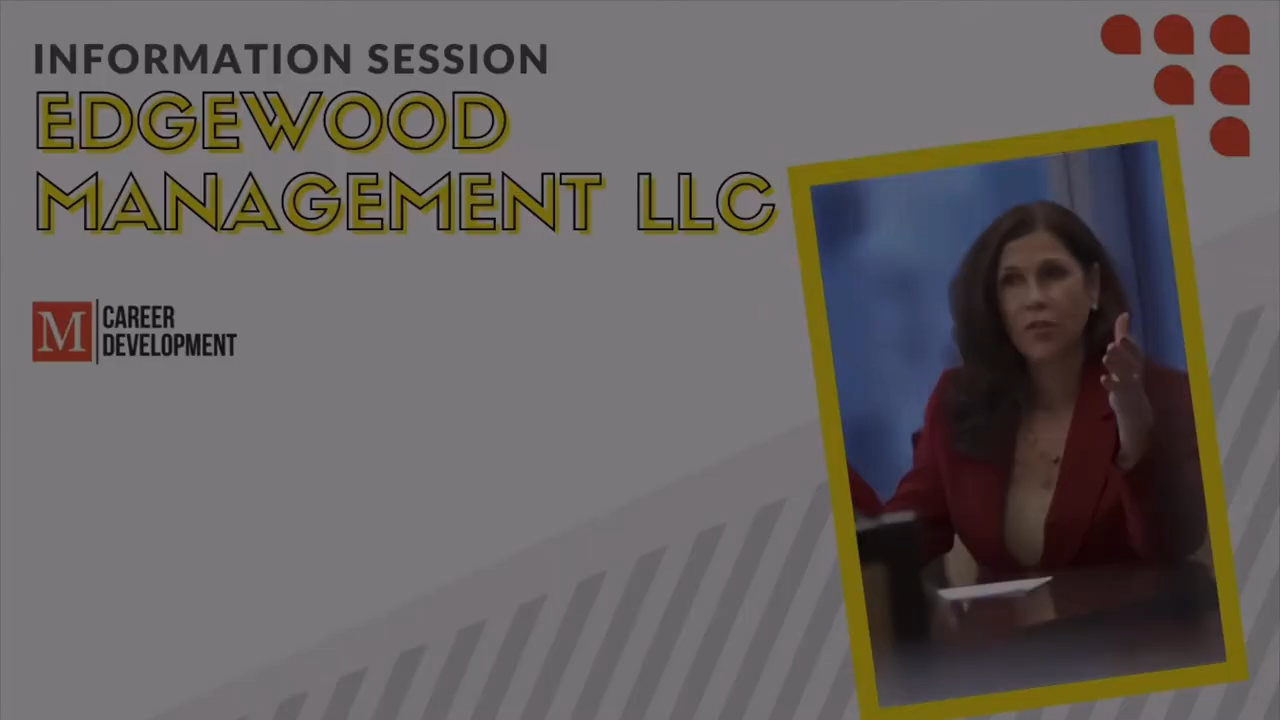 INFORMATION SESSION
EDGEWOOD
MANAGEMENT LLC
M
CAREER
DEVELOPMENT